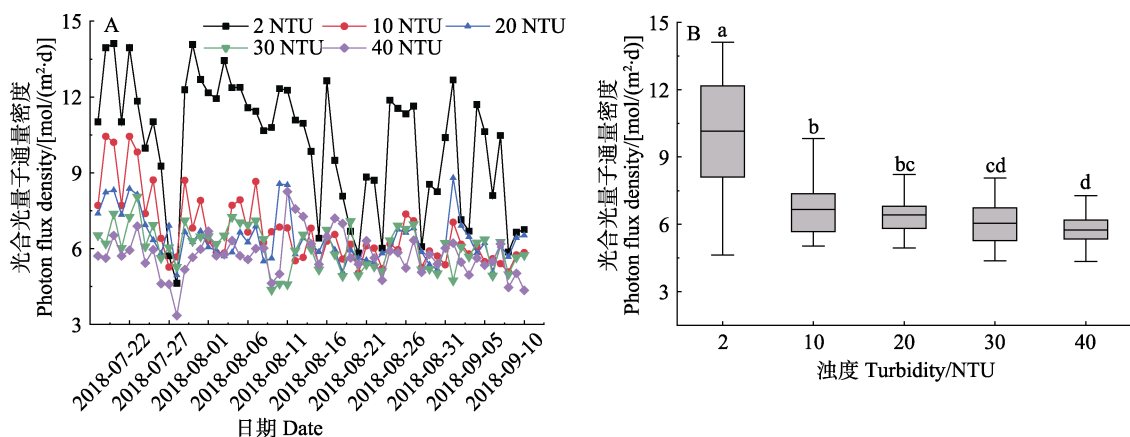 A
2 NTU 10 NTU 20 NTU
30 NTU 40 NTU
光合光量子通量密度
Photon flux density/[mol/(m²·d)]
15
12
9
6
3
2018-07-22
2018-07-27
2018-08-01
2018-08-06
2018-08-11
2018-08-16
2018-08-21
2018-08-26
2018-08-31
2018-09-05
2018-09-10
日期 Date
B
光合光量子通量密度
Photon flux density/[mol/(m²·d)]
15
12
9
6
3
a
b
bc
cd
d
2 10 20 30 40
浊度 Turbidity/NTU